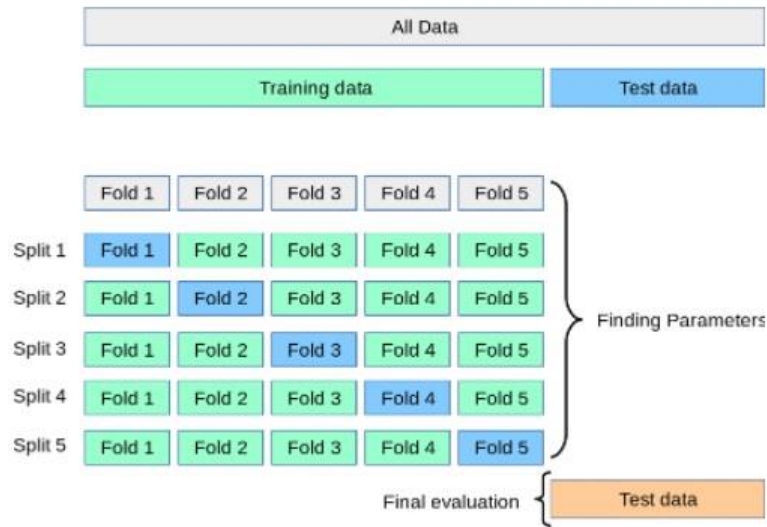 All Data
Training data Test data
Fold 1 Fold 2 Fold 3 Fold 4 Fold 5
Split 1 Fold 1 Fold 2 Fold 3 Fold 4 Fold 5
Split 2 Fold 1 Fold 2 Fold 3 Fold 4 Fold 5
Finding Parameters
Split 3 Fold 1 Fold 2 Fold 3 Fold 4 Fold 5
Split 4 Fold 1 Fold 2 Fold 3 Fold 4 Fold 5
Split 5 Fold 1 Fold 2 Fold 3 Fold 4 Fold 5
Final evaluation Test data